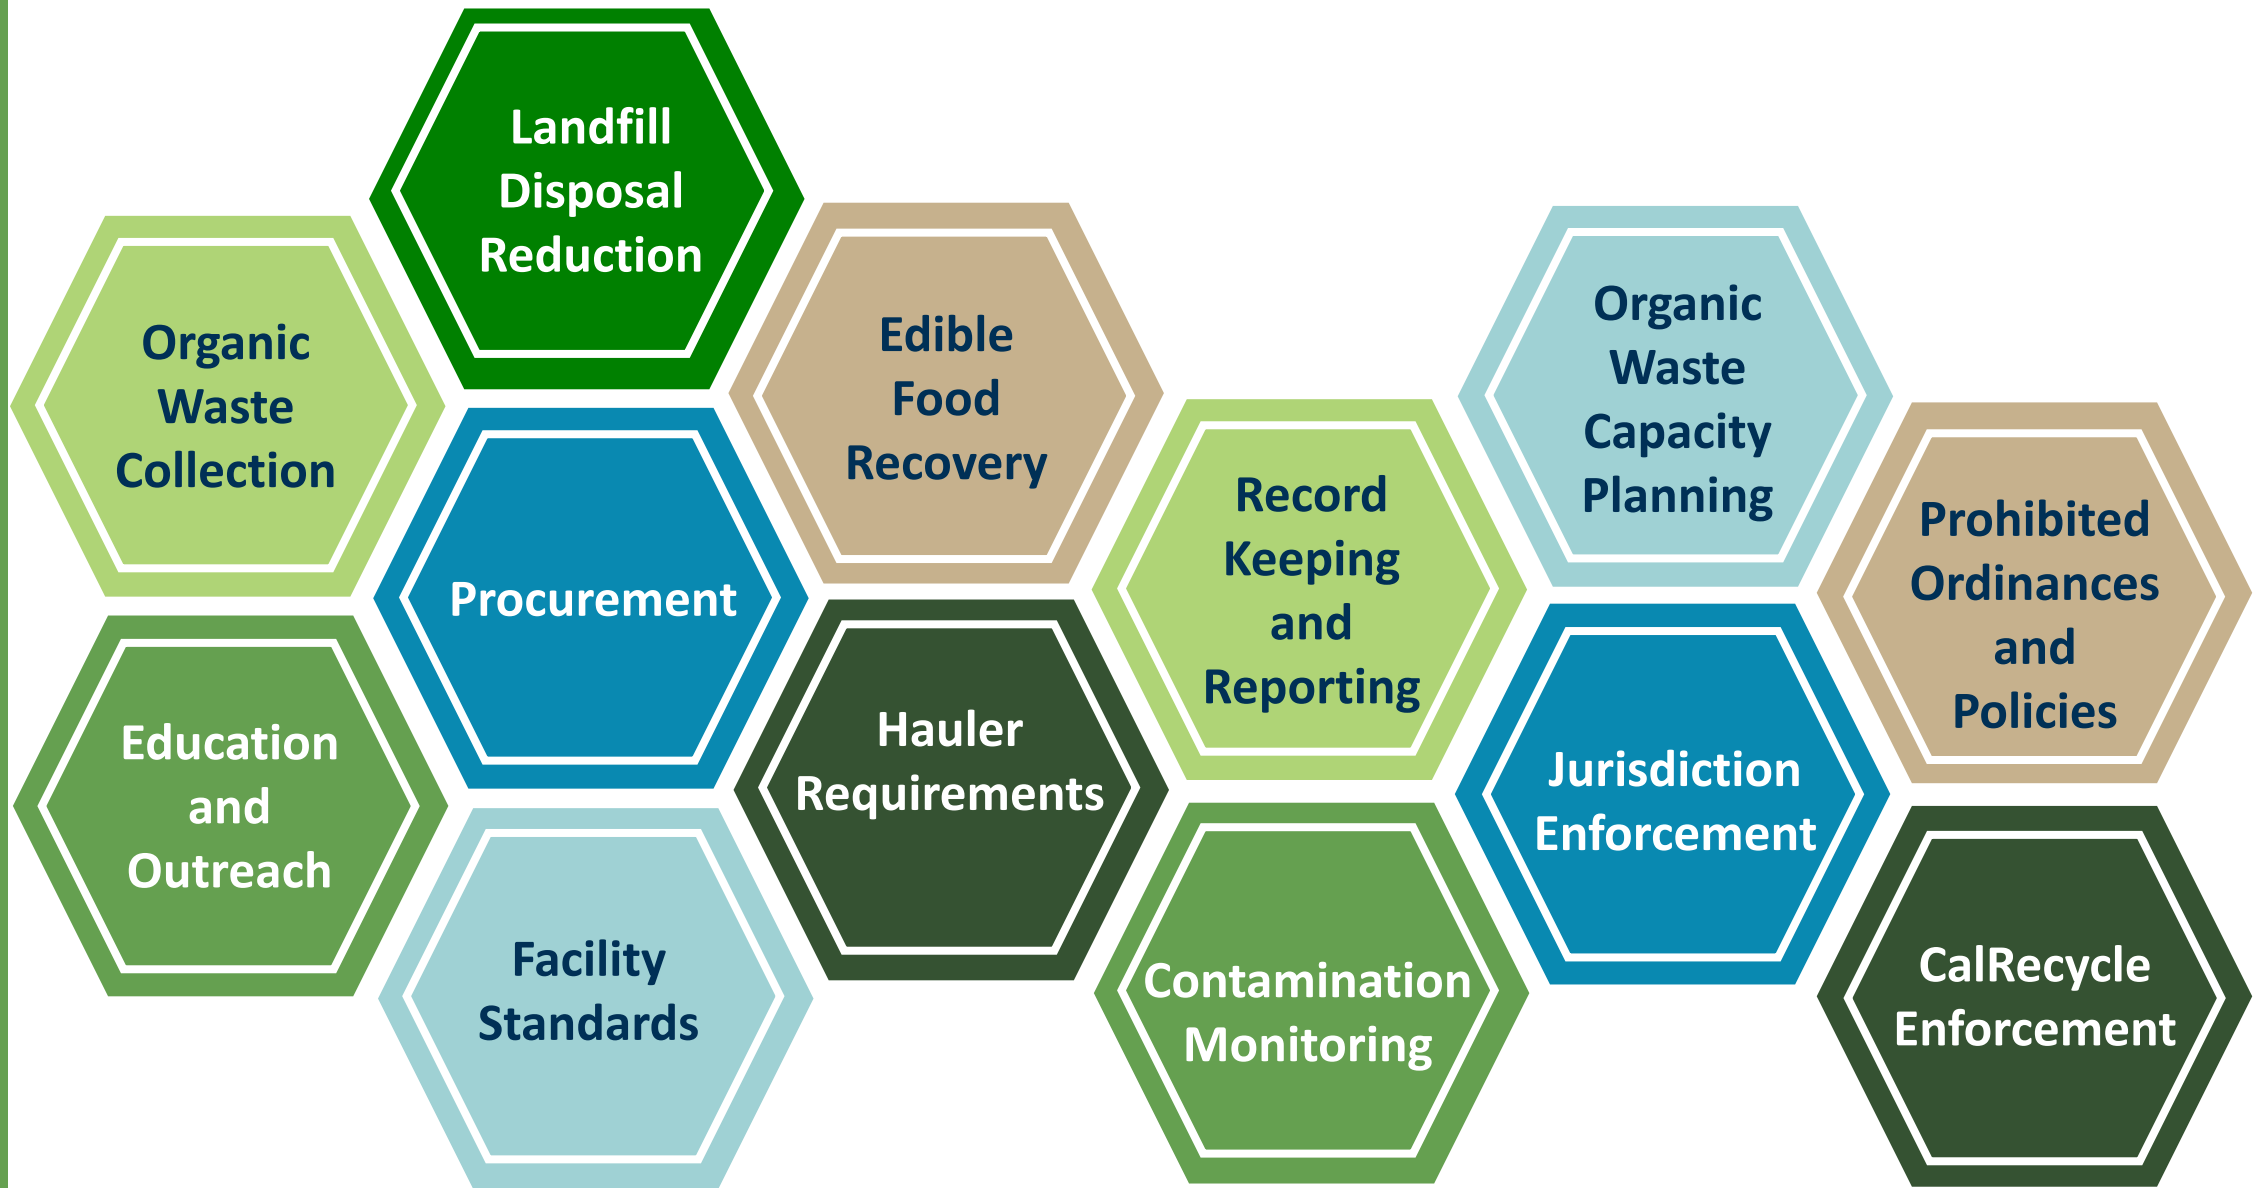 Landfill
Disposal
Reduction
Organic
Waste
Collection
Edible
Food
Recovery
Organic
Waste
Capacity
Planning
Procurement
Record
Keeping
and
Reporting
Prohibited
Ordinances
and
Policies
Education
and
Outreach
Hauler
Requirements
Jurisdiction
Enforcement
Facility
Standards
Contamination
Monitoring
CalRecycle
Enforcement